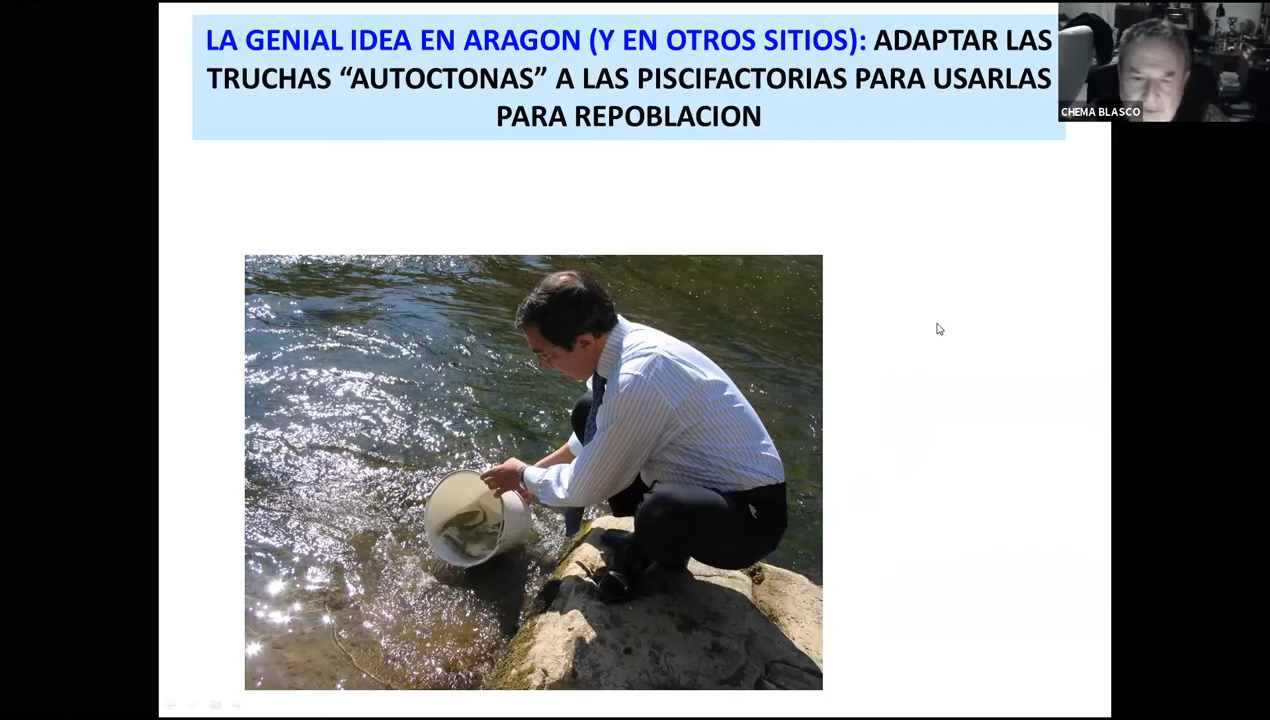 LA GENIAL IDEA EN ARAGON (Y EN OTROS SITIOS): ADAPTAR LAS
TRUCHAS “AUTOCTONAS” A LAS PISCIFACTORIAS PARA USARLAS
PARA REPOBLACION
CHEMA BLASCO